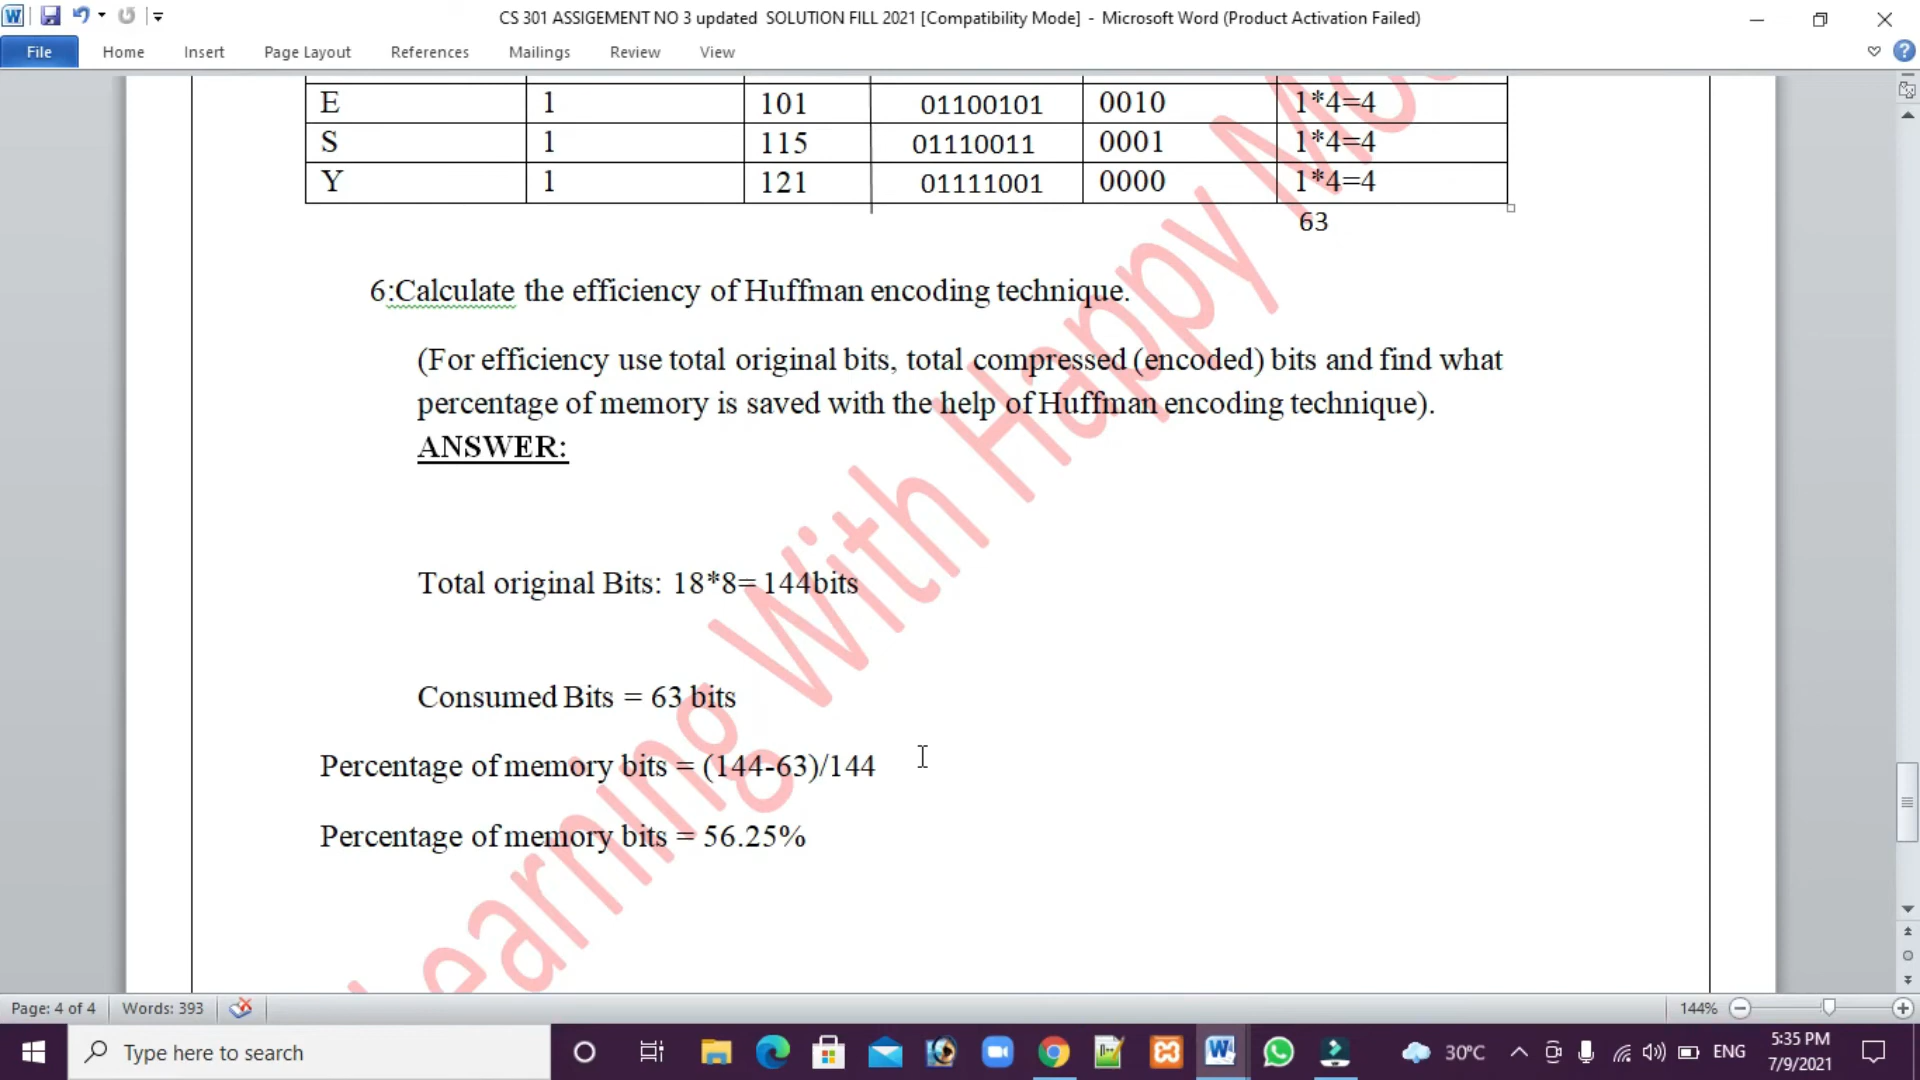 CS 301 ASSIGEMENT NO 3 updated SOLUTION FILL 2021 [Compatibility Mode] - Microsoft Word (Product Activation Failed)
File Home Insert Page Layout References Mailings Review View
E 1 101 01100101 0010 1*4=4
S 1 115 01110011 0001 1*4=4
Y 1 121 01111001 0000 1*4=4
63
6:Calculate the efficiency of Huffman encoding technique.
(For efficiency use total original bits, total compressed (encoded) bits and find what
percentage of memory is saved with the help of Huffman encoding technique).
ANSWER:
Total original Bits: 18*8= 144bits
Consumed Bits = 63 bits
Percentage of memory bits = (144-63)/144
Percentage of memory bits = 56.25%
earning With Happy Mo
Page: 4 of 4 Words: 393 144%
Type here to search 30°C ENG 5:35 PM
7/9/2021